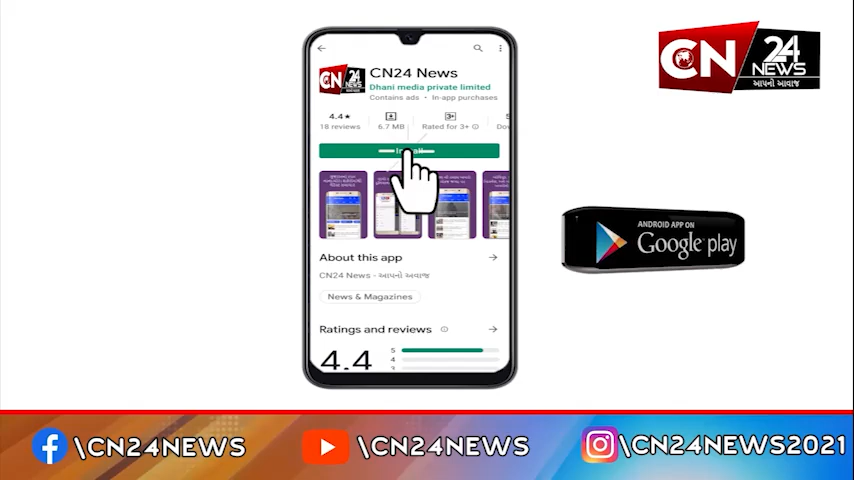 CN24 News
Dhani media private limited
Contains ads • In-app purchases
4.4★
18 reviews
6.7 MB
3+
Rated for 3+
About this app
CN24 News - આપનો અવાજ
News & Magazines
Ratings and reviews
4.4
5
4
3
CN 24 NEWS
આપનો અવાજ
ANDROID APP ON
Google play
\CN24NEWS
\CN24NEWS
\CN24NEWS2021